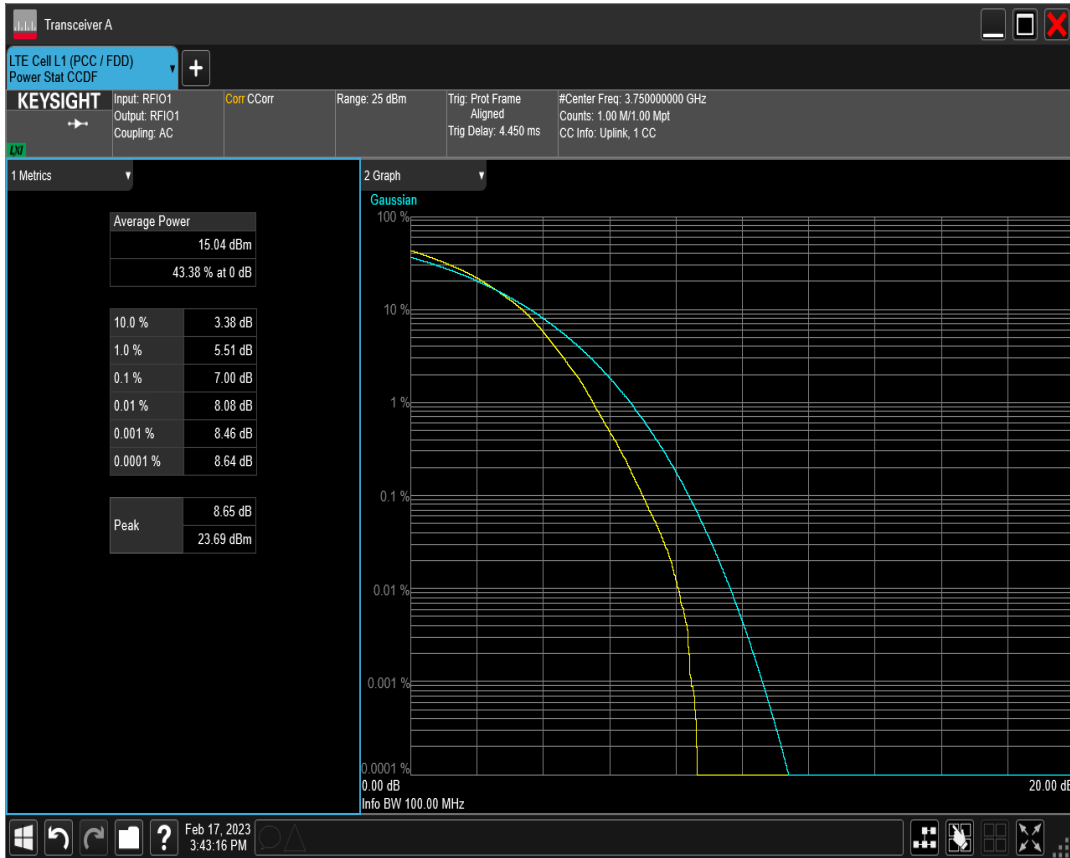 Transceiver A
LTE Cell L1 (PCC / FDD)
Power Stat CCDF
KEYSIGHT
LXI
Input: RFIO1
Output: RFIO1
Coupling: AC
Corr CCorr
Range: 25 dBm
Trig: Prot Frame
Aligned
Trig Delay: 4.450 ms
#Center Freq: 3.750000000 GHz
Counts: 1.00 M/1.00 Mpt
CC Info: Uplink, 1 CC
1 Metrics
Average Power
15.04 dBm
43.38 % at 0 dB
10.0 % 3.38 dB
1.0 % 5.51 dB
0.1 % 7.00 dB
0.01 % 8.08 dB
0.001 % 8.46 dB
0.0001 % 8.64 dB
Peak 8.65 dB
23.69 dBm
2 Graph
Gaussian
100 %
10 %
1 %
0.1 %
0.01 %
0.001 %
0.0001 %
0.00 dB 20.00 dB
Info BW 100.00 MHz
Feb 17, 2023
3:43:16 PM